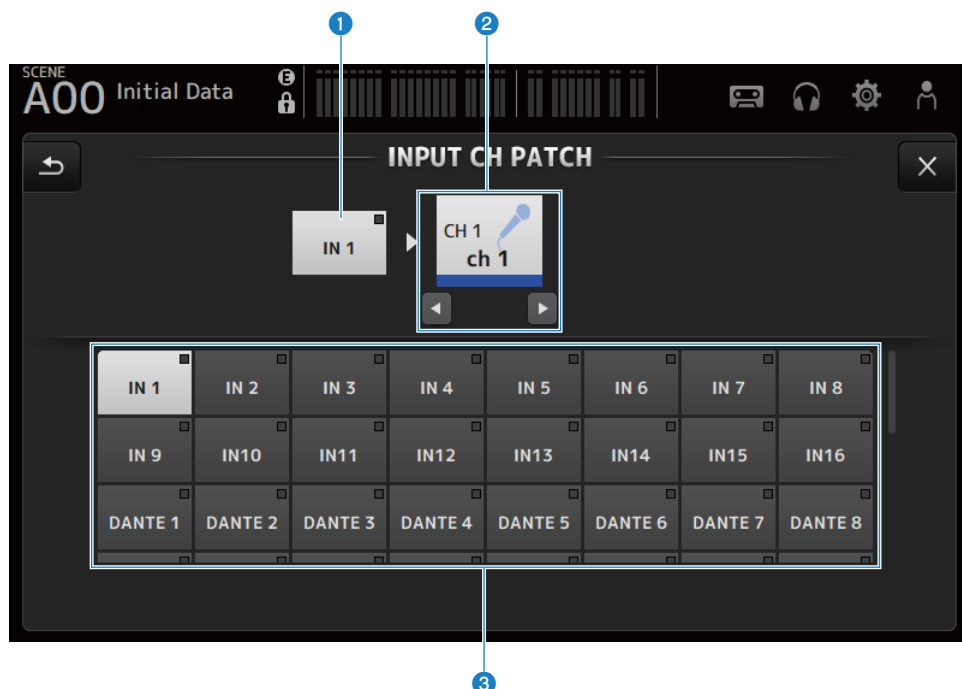 1 2
SCENE
A00 Initial Data E
INPUT CH PATCH
IN 1
CH 1
ch 1
IN 1 IN 2 IN 3 IN 4 IN 5 IN 6 IN 7 IN 8
IN 9 IN10 IN11 IN12 IN13 IN14 IN15 IN16
DANTE 1 DANTE 2 DANTE 3 DANTE 4 DANTE 5 DANTE 6 DANTE 7 DANTE 8
3